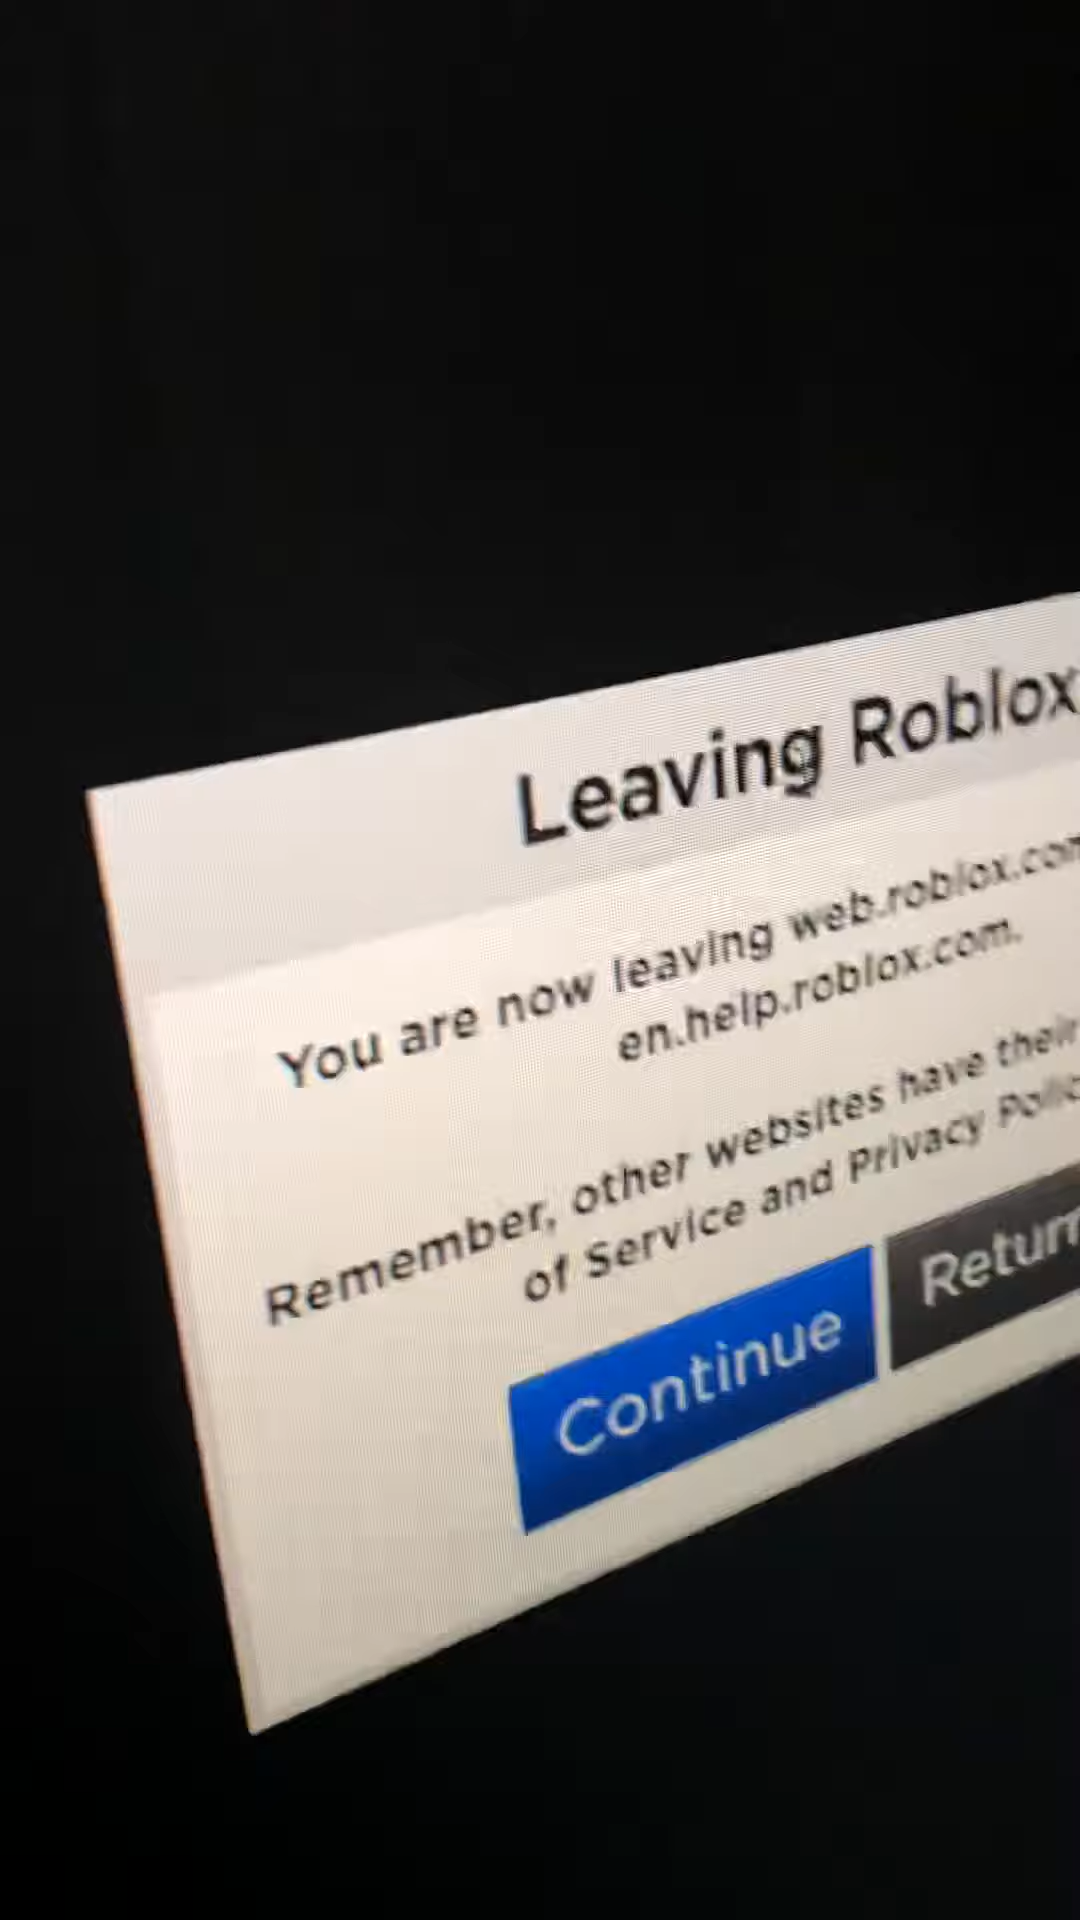 Leaving Roblox
You are now leaving web.roblox.com
en.help.roblox.com.
Remember, other websites have their
of Service and Privacy
Continue
Return